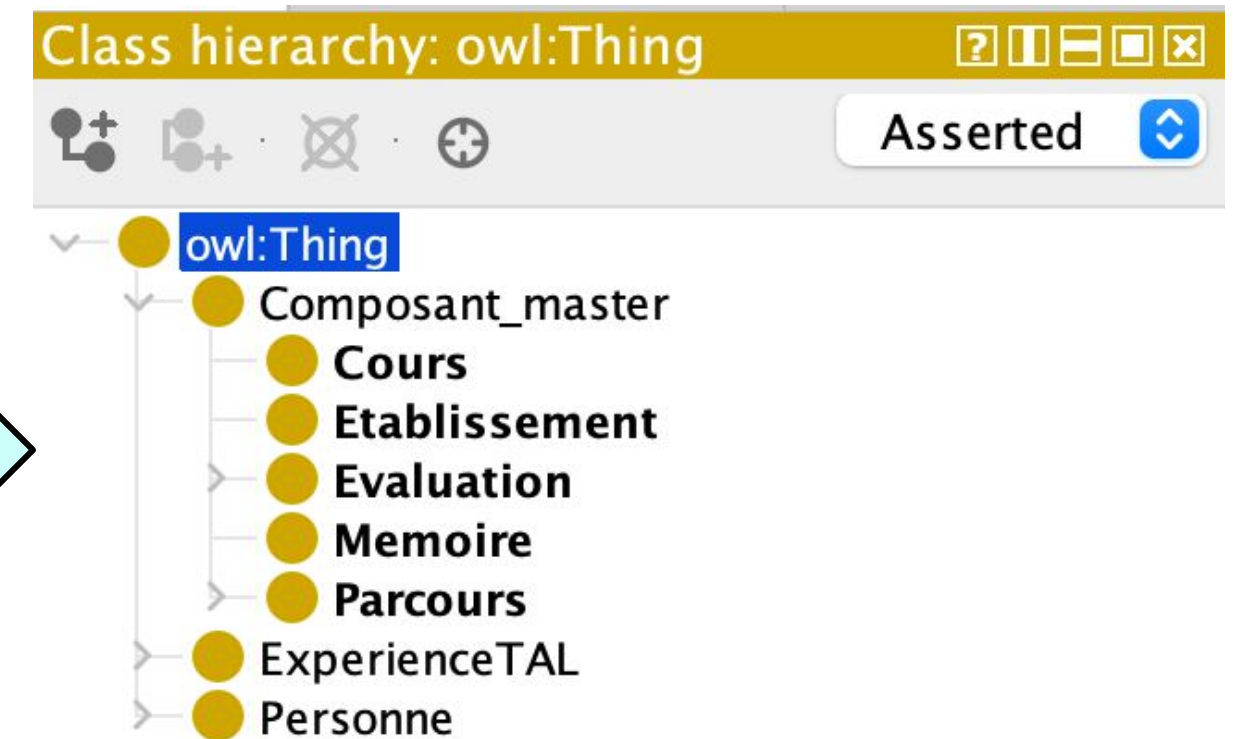 Class hierarchy: owl:Thing
Asserted
owl:Thing
Composant_master
Cours
Etablissement
Evaluation
Memoire
Parcours
ExperienceTAL
Personne